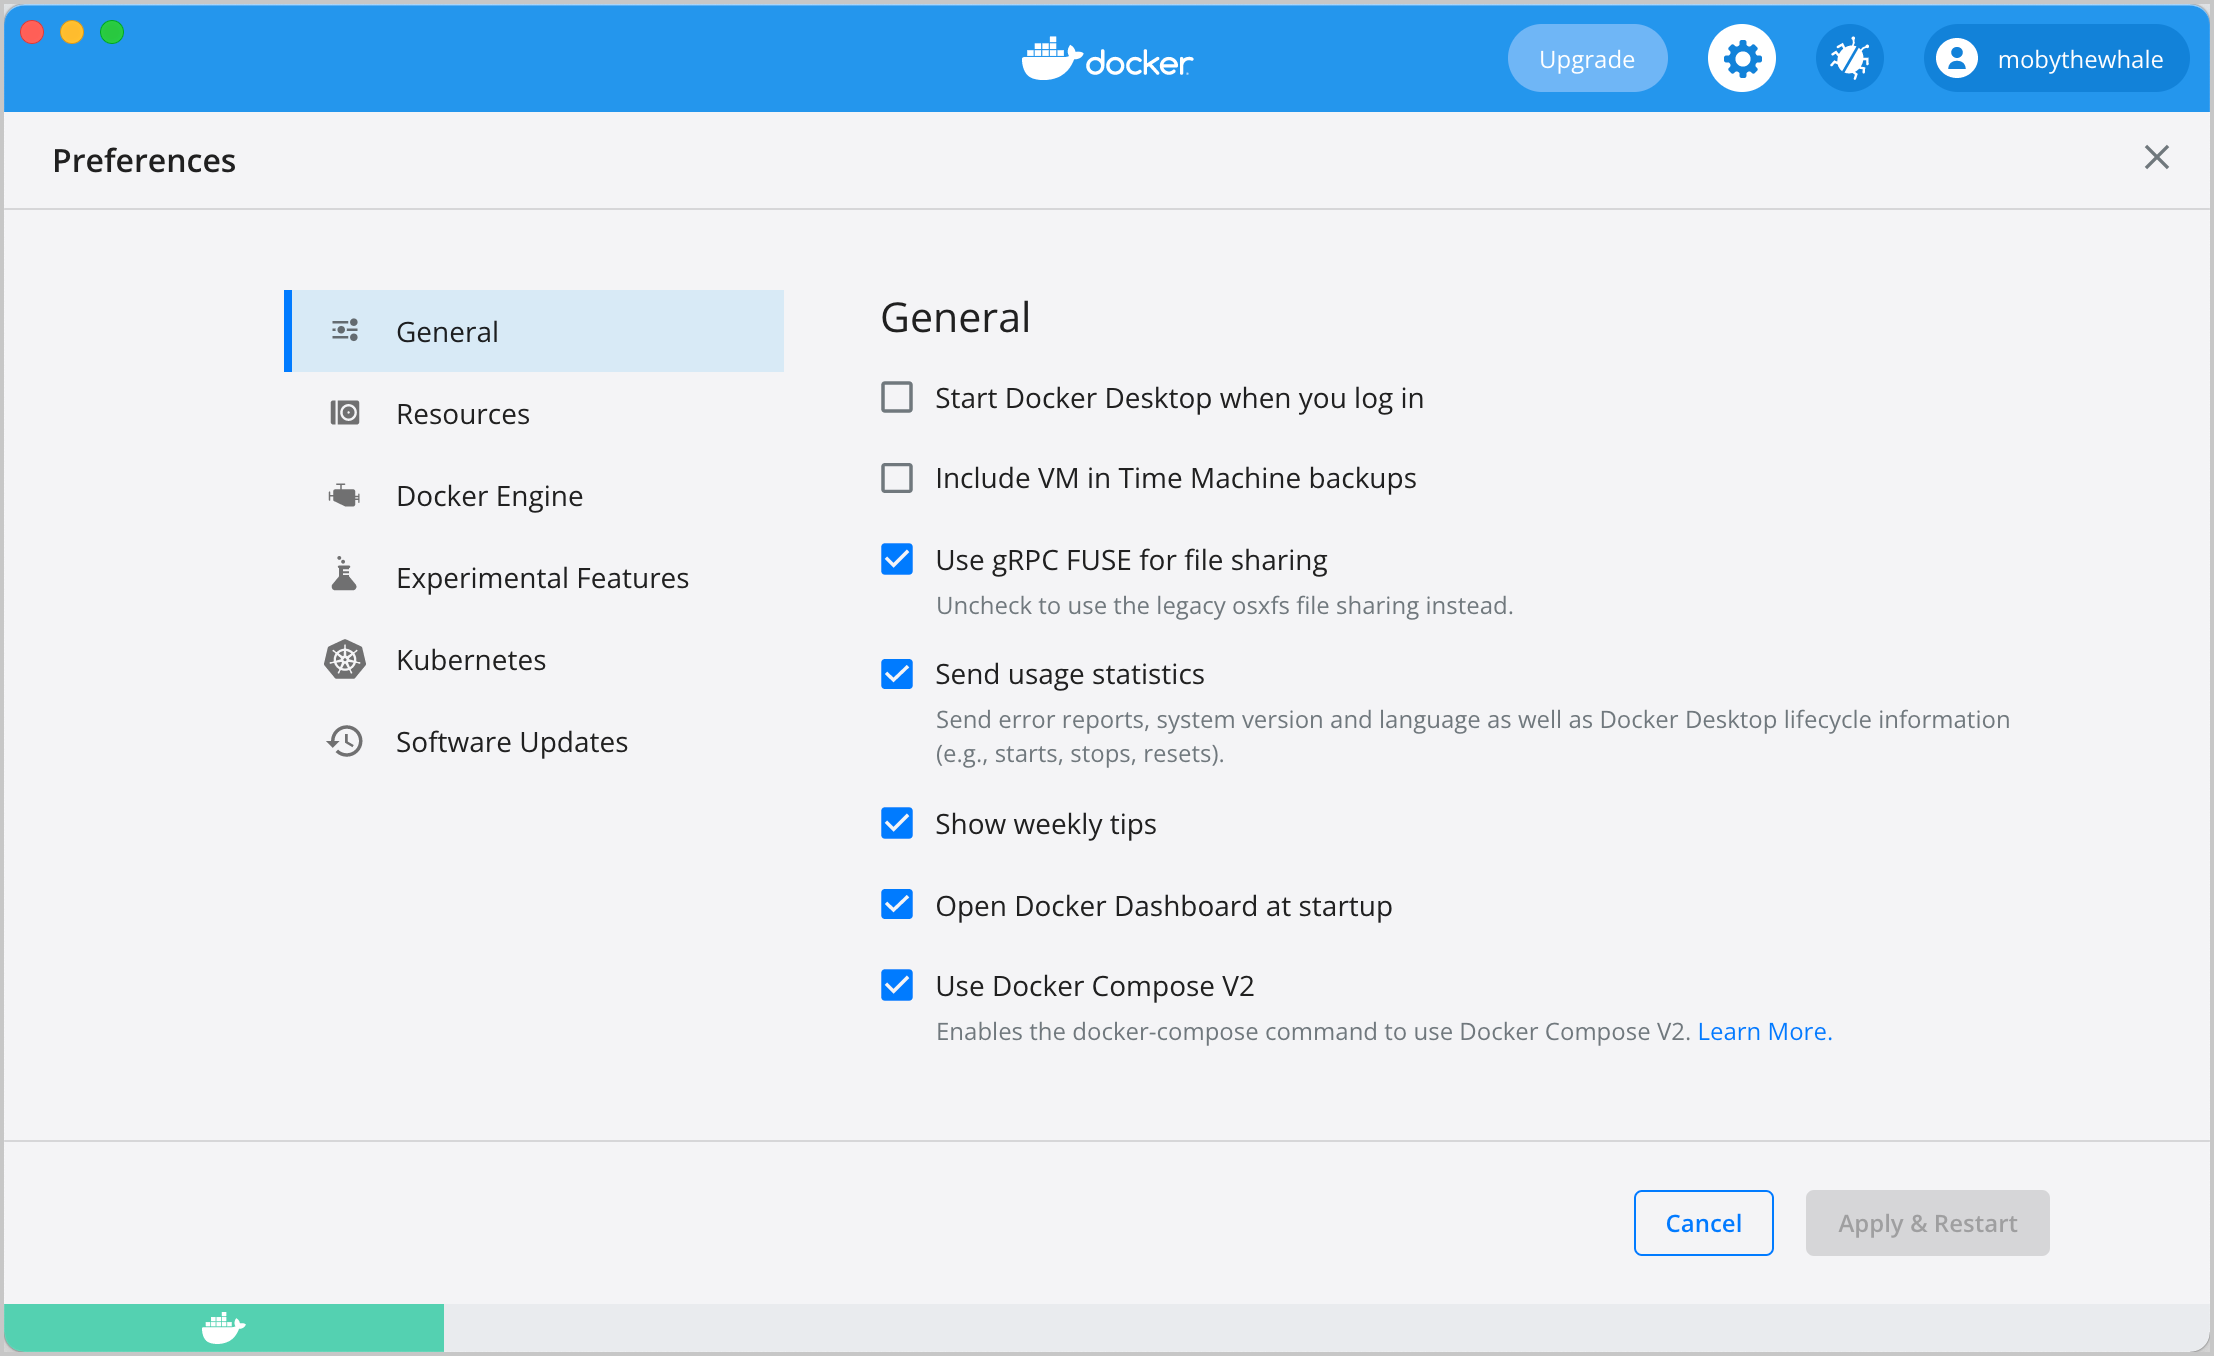 docker
Upgrade
mobythewhale
Preferences
General
Resources
Docker Engine
Experimental Features
Kubernetes
Software Updates
General
Start Docker Desktop when you log in
Include VM in Time Machine backups
Use gRPC FUSE for file sharing
Uncheck to use the legacy osxfs file sharing instead.
Send usage statistics
Send error reports, system version and language as well as Docker Desktop lifecycle information
(e.g., starts, stops, resets).
Show weekly tips
Open Docker Dashboard at startup
Use Docker Compose V2
Enables the docker-compose command to use Docker Compose V2. Learn More.
Cancel
Apply & Restart